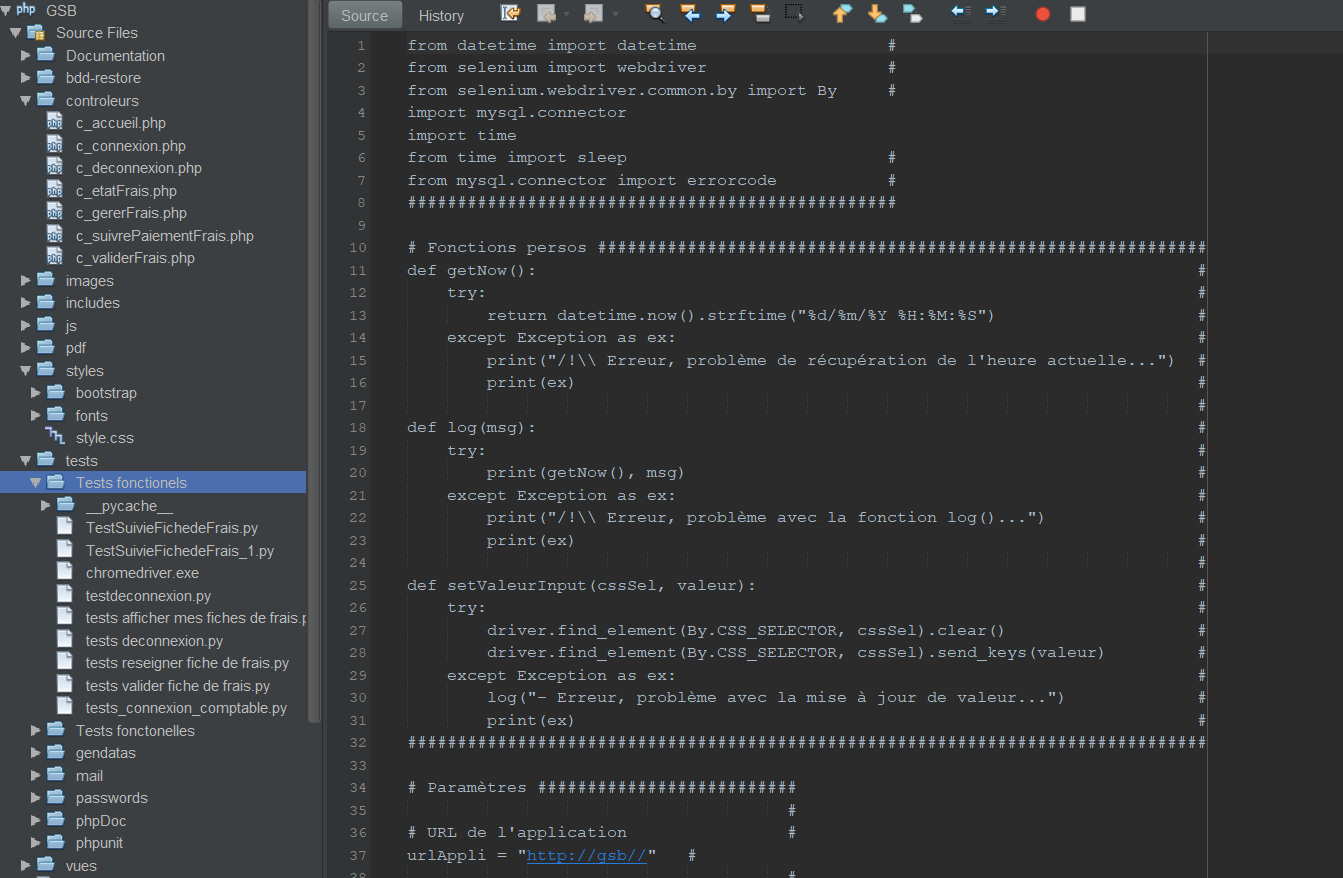 GSB
Source Files
Documentation
bdd-restore
controleurs
c_accueil.php
c_connexion.php
c_deconnexion.php
c_etatFrais.php
c_gererFrais.php
c_suivrePaiementFrais.php
c_validerFrais.php
images
includes
js
pdf
styles
bootstrap
fonts
style.css
tests
Tests fonctionels
__pycache__
TestSuivieFichedeFrais.py
TestSuivieFichedeFrais_1.py
chromedriver.exe
testdeconnexion.py
tests afficher mes fiches de frais.p
tests deconnexion.py
tests reseigner fiche de frais.py
tests valider fiche de frais.py
tests_connexion_comptable.py
Tests fonctonelles
gendatas
mail
passwords
phpDoc
phpunit
vues
Source History
1 from datetime import datetime #
2 from selenium import webdriver #
3 from selenium.webdriver.common.by import By #
4 import mysql.connector
5 import time
6 from time import sleep #
7 from mysql.connector import errorcode #
8 #################################################
9
10 # Fonctions persos #############################################################
11 def getNow(): #
12 try: #
13 return datetime.now().strftime("%d/%m/%Y %H:%M:%S") #
14 except Exception as ex: #
15 print("/!\\ Erreur, problème de récupération de l'heure actuelle...") #
16 print(ex) #
17 #
18 def log(msg): #
19 try: #
20 print(getNow(), msg) #
21 except Exception as ex: #
22 print("/!\\ Erreur, problème avec la fonction log()...") #
23 print(ex) #
24 #
25 def setValeurInput(cssSel, valeur): #
26 try: #
27 driver.find_element(By.CSS_SELECTOR, cssSel).clear() #
28 driver.find_element(By.CSS_SELECTOR, cssSel).send_keys(valeur) #
29 except Exception as ex: #
30 log("- Erreur, problème avec la mise à jour de valeur...") #
31 print(ex) #
32 ################################################################################
33
34 # Paramètres ##########################
35 #
36 # URL de l'application #
37 urlAppli = "http://gsb//" #
38 #